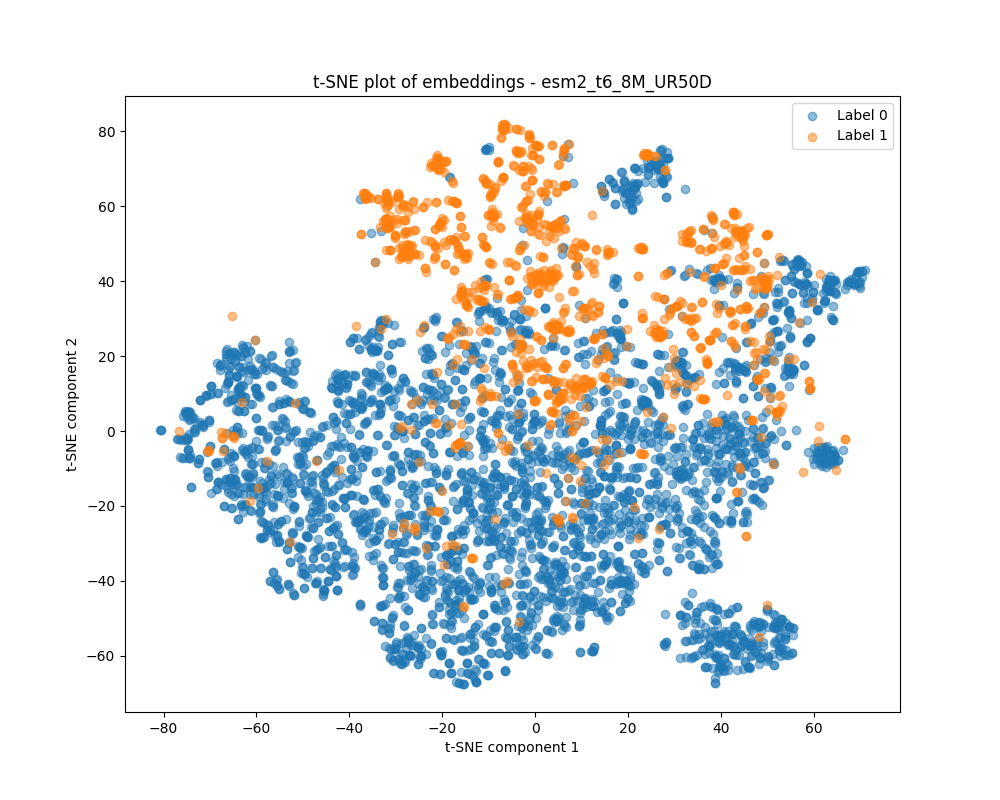 t-SNE plot of embeddings - esm2_t6_8M_UR50D
Label 0
Label 1
80
60
40
20
0
−20
−40
−60
t-SNE component 2
−80 −60 −40 −20 0 20 40 60
t-SNE component 1